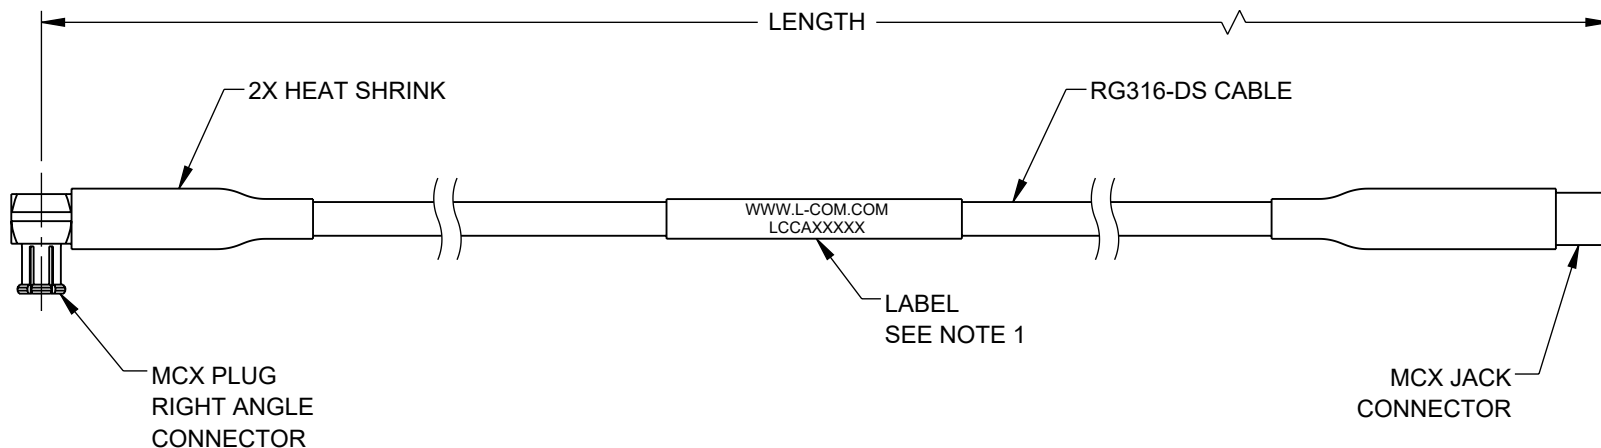 LENGTH
2X HEAT SHRINK
RG316-DS CABLE
WWW.L-COM.COM
LCCAXXXXX
LABEL
SEE NOTE 1
MCX PLUG
RIGHT ANGLE
CONNECTOR
MCX JACK
CONNECTOR